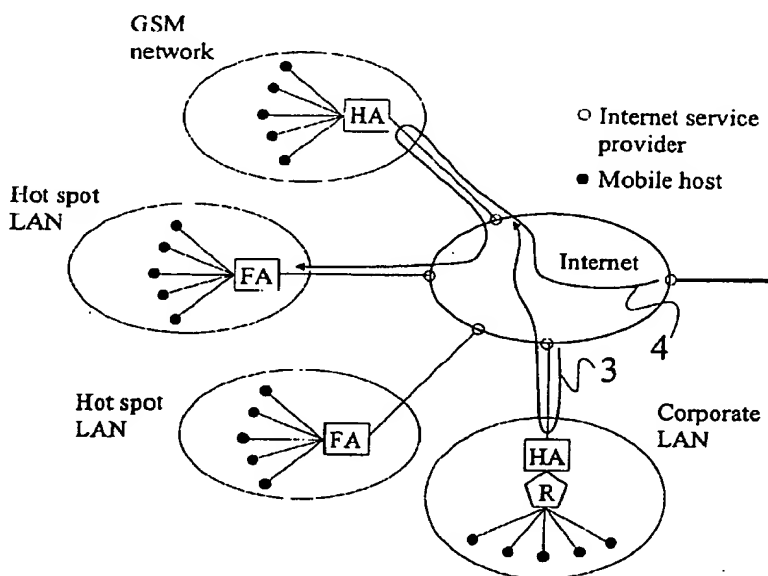 GSM
network
HA
Internet service
provider
Mobile host
Hot spot
LAN
FA
Internet
4
3
Hot spot
LAN
FA
Corporate
LAN
HA
R